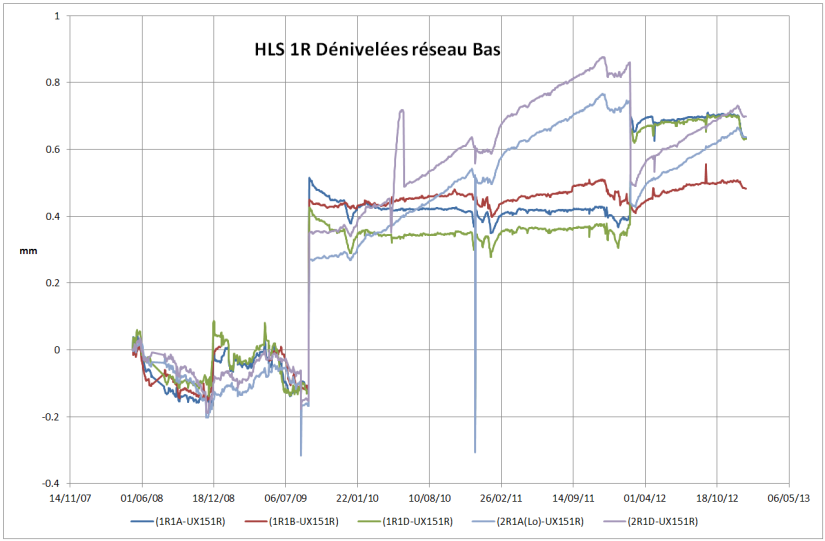 HLS 1R Dénivelées réseau Bas
1
0.8
0.6
0.4
mm
0.2
0
-0.2
-0.4
14/11/07 01/06/08 18/12/08 06/07/09 22/01/10 10/08/10 26/02/11 14/09/11 01/04/12 18/10/12 06/05/13
(1R1A-UX151R) (1R1B-UX151R) (1R1D-UX151R) (2R1A(Lo)-UX151R) (2R1D-UX151R)